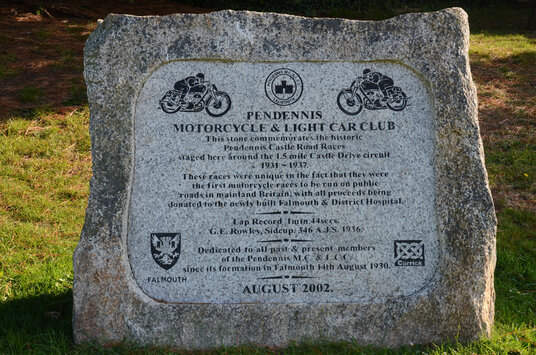 PENDENNIS
MOTORCYCLE & LIGHT CAR CLUB
This stone commemorates the historic
Pendennis Castle Road Races
staged here around the 1.5 mile Castle Drive circuit
1931 ~ 1937.
These races were unique in the fact that they were
the first motorcycle races to be run on public
roads in mainland Britain, with all proceeds being
donated to the newly built Falmouth & District Hospital.
Lap Record 1min 44secs.
G.E. Rowley, Sidcup. 346 A.J.S. 1936.
Dedicated to all past & present members
of the Pendennis M.C. & L.C.C.
since its formation in Falmouth 14th August 1930.
FALMOUTH
Carrick
AUGUST 2002.